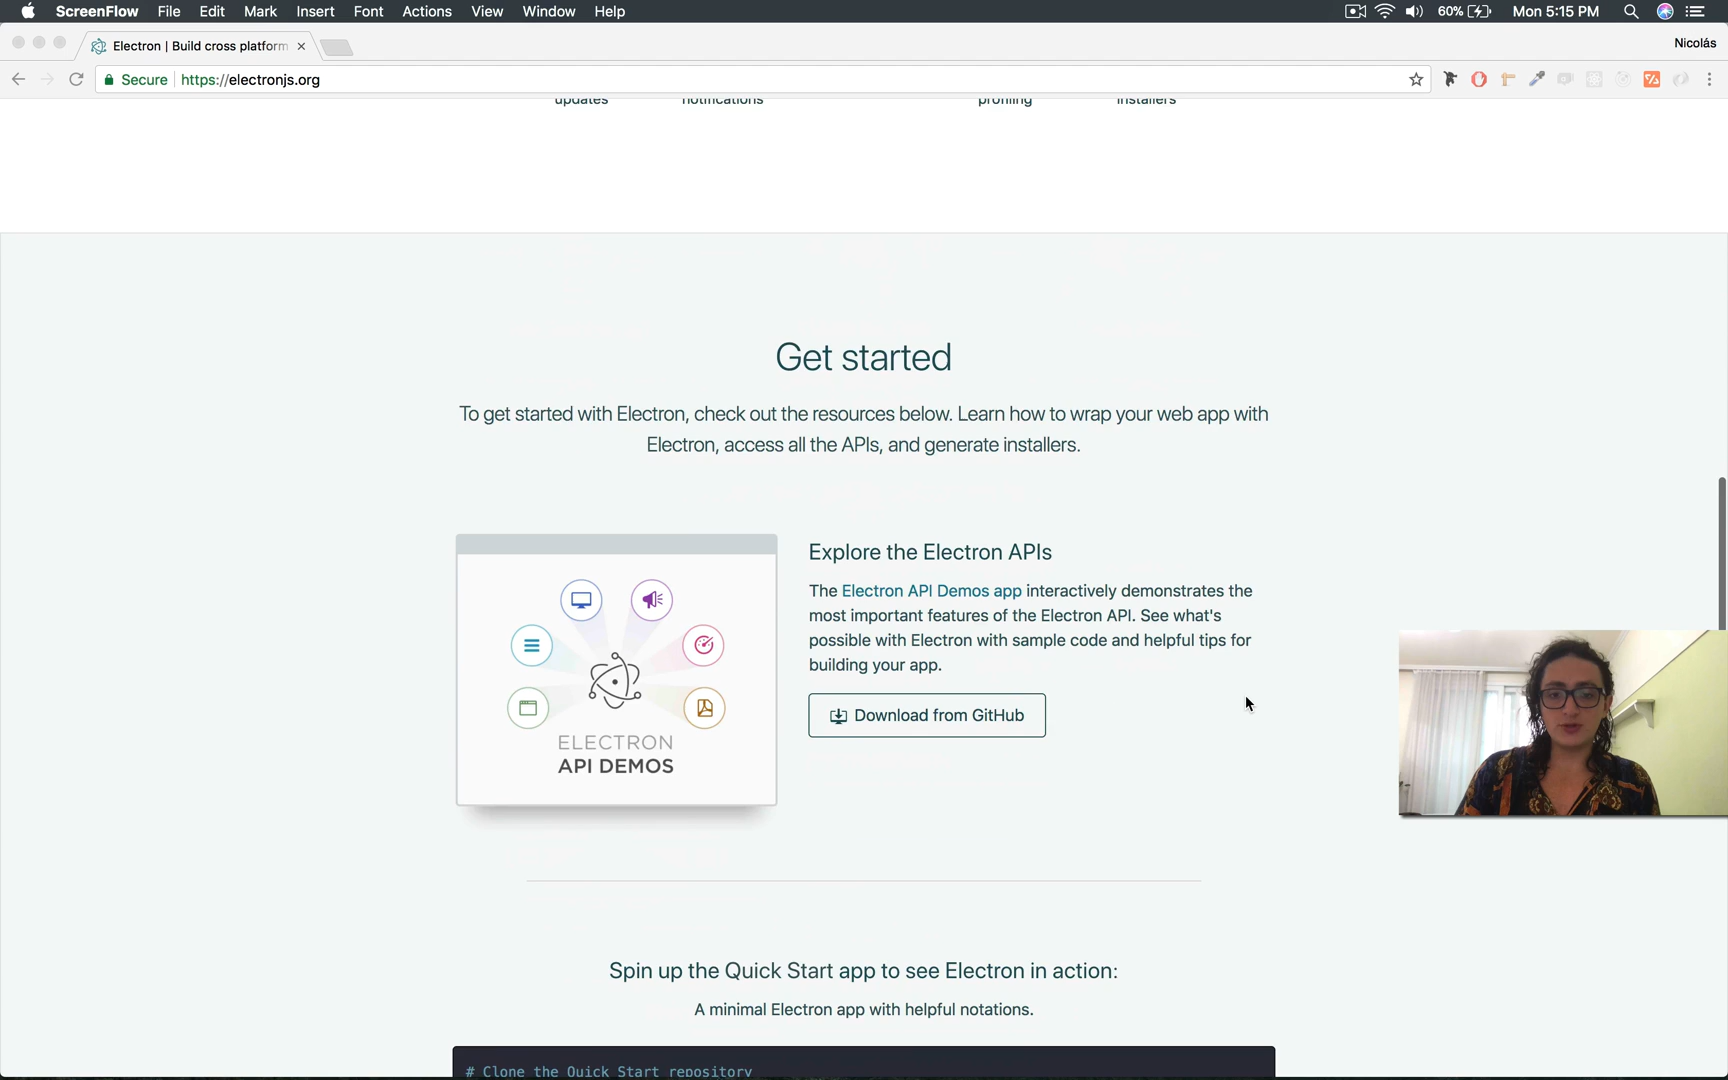 ScreenFlow File Edit Mark Insert Font Actions View Window Help 60% Mon 5:15 PM
Electron | Build cross platform Nicolás
Secure https://electronjs.org
updates notifications profiling installers
Get started
To get started with Electron, check out the resources below. Learn how to wrap your web app with
Electron, access all the APIs, and generate installers.
Explore the Electron APIs
The Electron API Demos app interactively demonstrates the
most important features of the Electron API. See what's
possible with Electron with sample code and helpful tips for
building your app.
Download from GitHub
ELECTRON
API DEMOS
Spin up the Quick Start app to see Electron in action:
A minimal Electron app with helpful notations.
# Clone the Quick Start repository